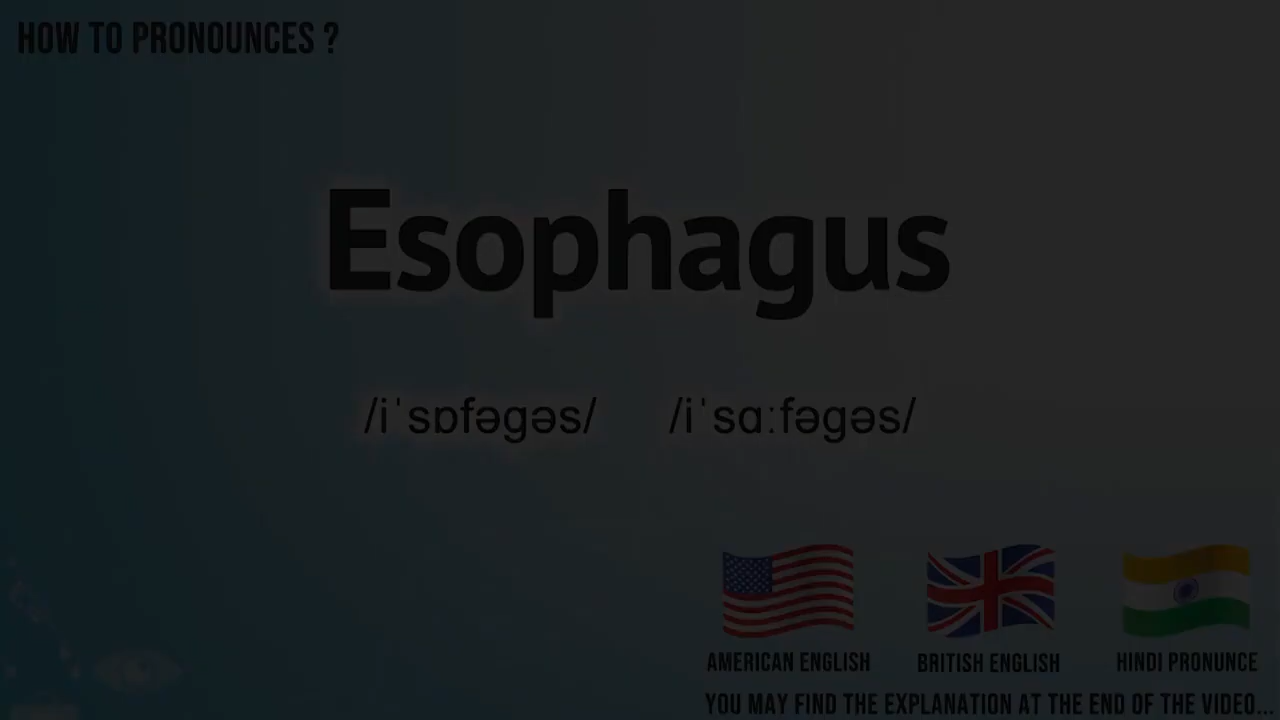 HOW TO PRONOUNCES ?
Esophagus
/iˈsɒfəgəs/ /iˈsɑːfəgəs/
AMERICAN ENGLISH BRITISH ENGLISH HINDI PRONUNCE
YOU MAY FIND THE EXPLANATION AT THE END OF THE VIDEO...